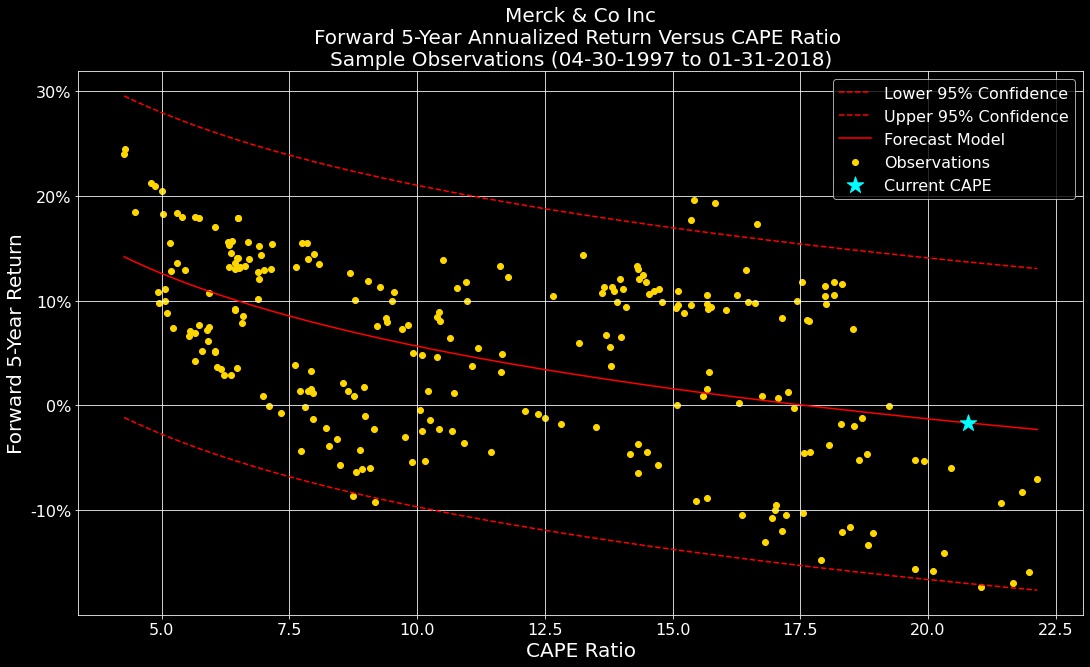 Merck & Co Inc
Forward 5-Year Annualized Return Versus CAPE Ratio
Sample Observations (04-30-1997 to 01-31-2018)
Lower 95% Confidence
Upper 95% Confidence
Forecast Model
Observations
Current CAPE
Forward 5-Year Return
30%
20%
10%
0%
-10%
5.0 7.5 10.0 12.5 15.0 17.5 20.0 22.5
CAPE Ratio